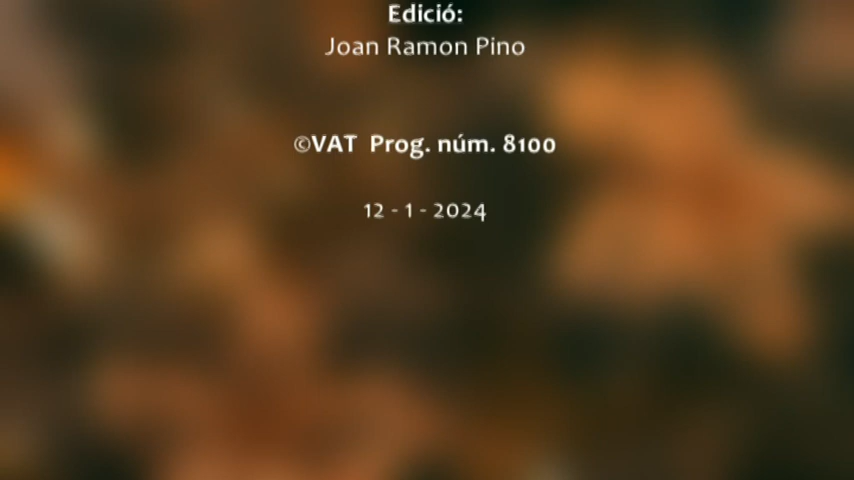 Edició:
Joan Ramon Pino
©VAT Prog. núm. 8100
12 - 1 - 2024